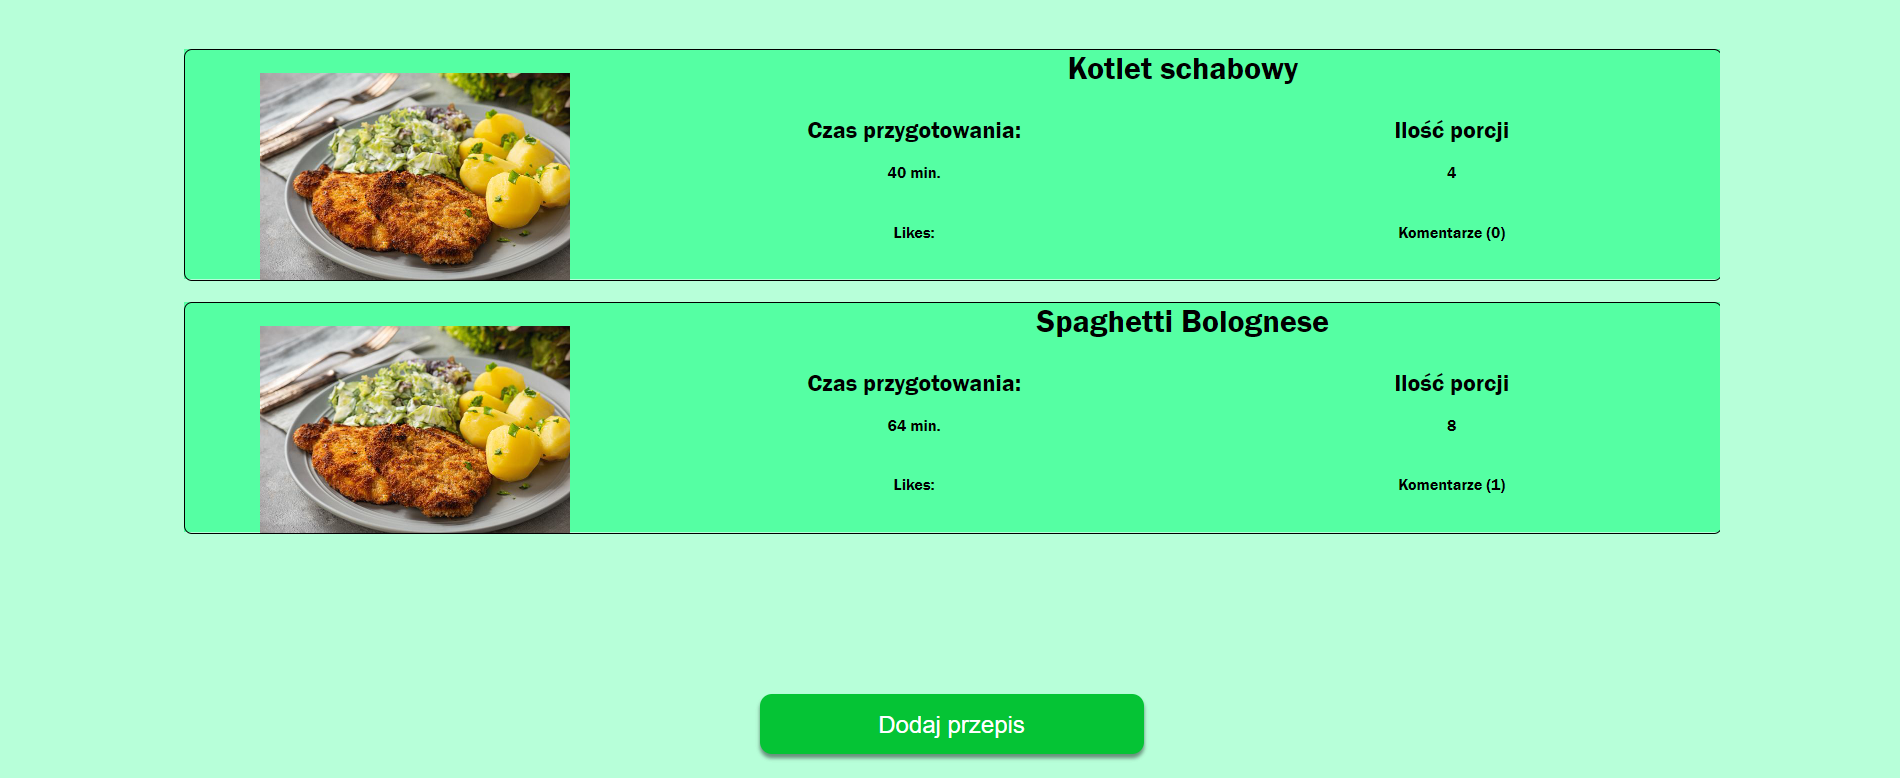 Kotlet schabowy
Czas przygotowania:
Ilość porcji
40 min.
4
Likes:
Komentarze (0)
Spaghetti Bolognese
Czas przygotowania:
Ilość porcji
64 min.
8
Likes:
Komentarze (1)
Dodaj przepis